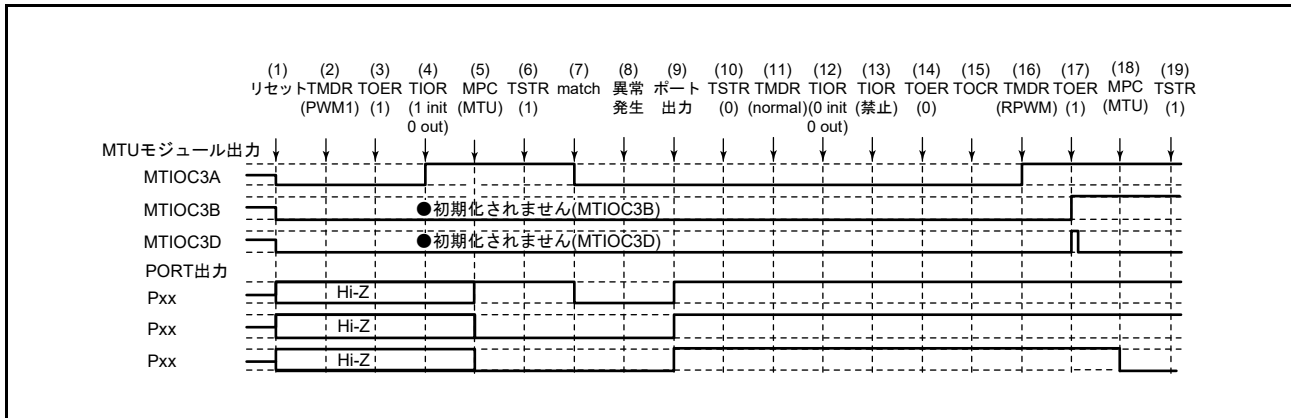 (1) (2) (3) (4) (5) (6) (7) (8) (9) (10) (11) (12) (13) (14) (15) (16) (17) (18) (19)
リセット TMDR TOER TIOR MPC TSTR match 異常 ポート TSTR TMDR TIOR TIOR TOER TOCR TMDR TOER MPC TSTR
(PWM1) (1) (1 init (MTU) (1) 発生 出力 (0) (normal) (0 init (禁止) (0) (RPWM) (1) (MTU) (1)
0 out) 0 out)
MTUモジュール出力
MTIOC3A
MTIOC3B ●初期化されません(MTIOC3B)
MTIOC3D ●初期化されません(MTIOC3D)
PORT出力
Pxx Hi-Z
Pxx Hi-Z
Pxx Hi-Z